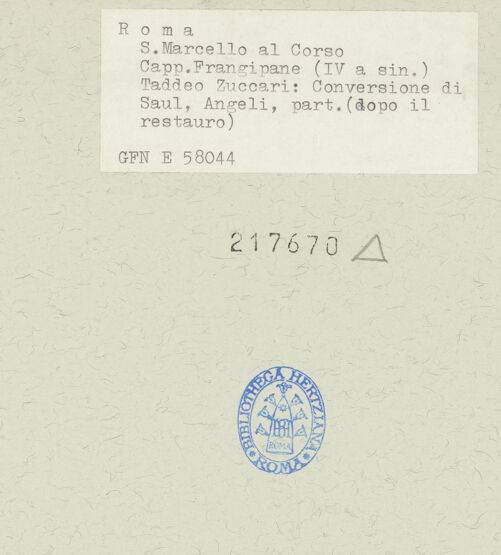 R o m a
S.Marcello al Corso
Capp.Frangipane (IV a sin.)
Taddeo Zuccari: Conversione di
Saul, Angeli, part.(dopo il
restauro)
GFN E 58044
217670
BIBLIOTHECA HERTZIANA
ROMA
ROMA